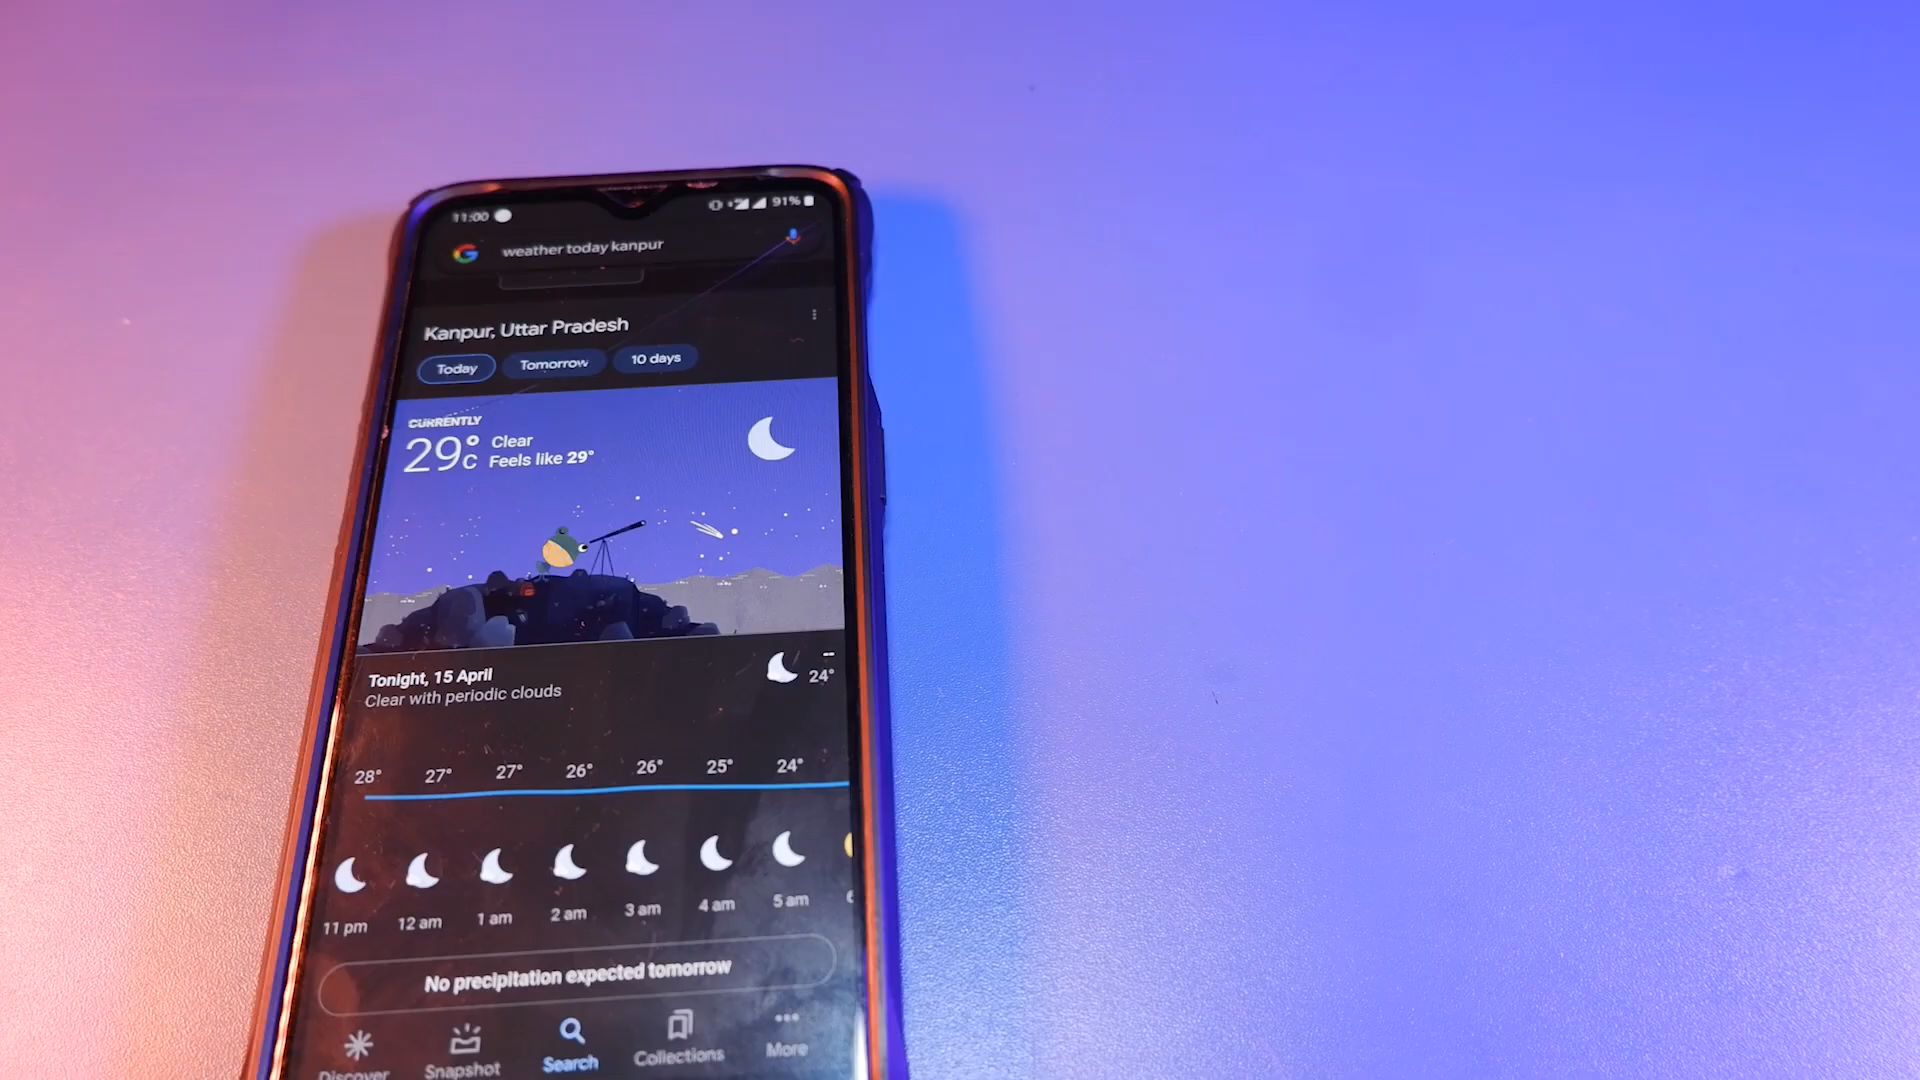 11:00 91%
weather today kanpur
Kanpur, Uttar Pradesh
Today Tomorrow 10 days
CURRENTLY
29°C Clear
Feels like 29°
Tonight, 15 April
Clear with periodic clouds
-- 24°
28° 27° 27° 26° 26° 25° 24°
11 pm 12 am 1 am 2 am 3 am 4 am 5 am
No precipitation expected tomorrow
Discover Snapshot Search Collections More